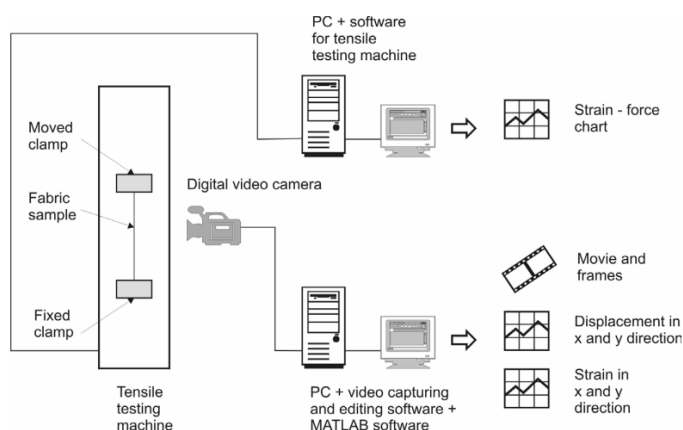 PC + software
for tensile
testing machine
Strain - force
chart
Moved
clamp
Fabric
sample
Digital video camera
Fixed
clamp
Movie and
frames
Displacement in
x and y direction
Strain in
x and y
direction
Tensile
testing
machine
PC + video capturing
and editing software +
MATLAB software